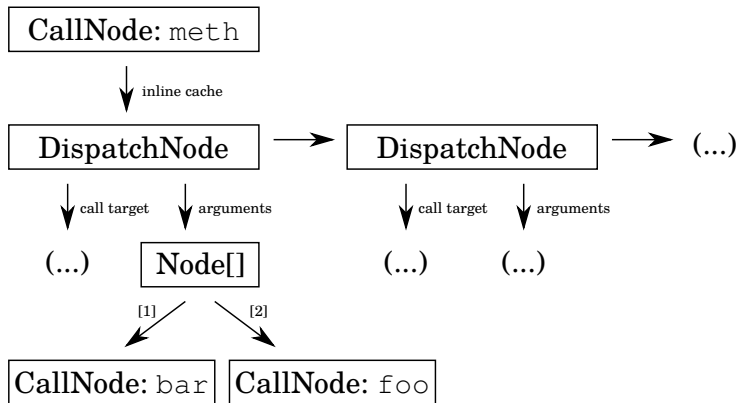 CallNode: meth
inline cache
DispatchNode
DispatchNode
(...)
call target
arguments
call target
arguments
(...)
Node[]
(...)
(...)
[1]
[2]
CallNode: bar
CallNode: foo